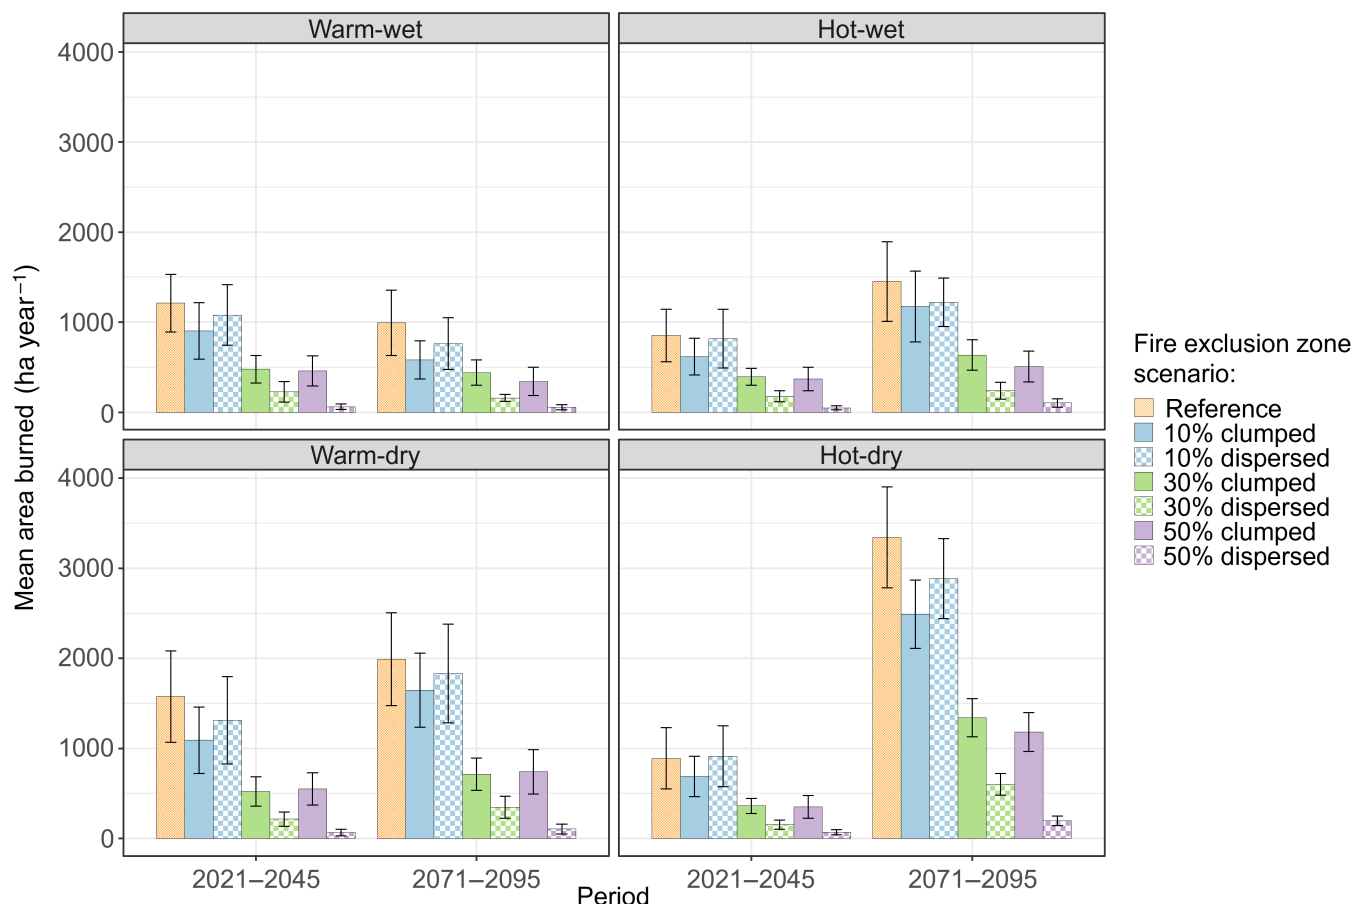 Warm-wet
Hot-wet
4000
3000
2000
1000
0
Warm-dry
Hot-dry
4000
3000
2000
1000
0
Mean area burned (ha year⁻¹)
2021–2045
2071–2095
2021–2045
2071–2095
Period
Fire exclusion zone
scenario:
Reference
10% clumped
10% dispersed
30% clumped
30% dispersed
50% clumped
50% dispersed